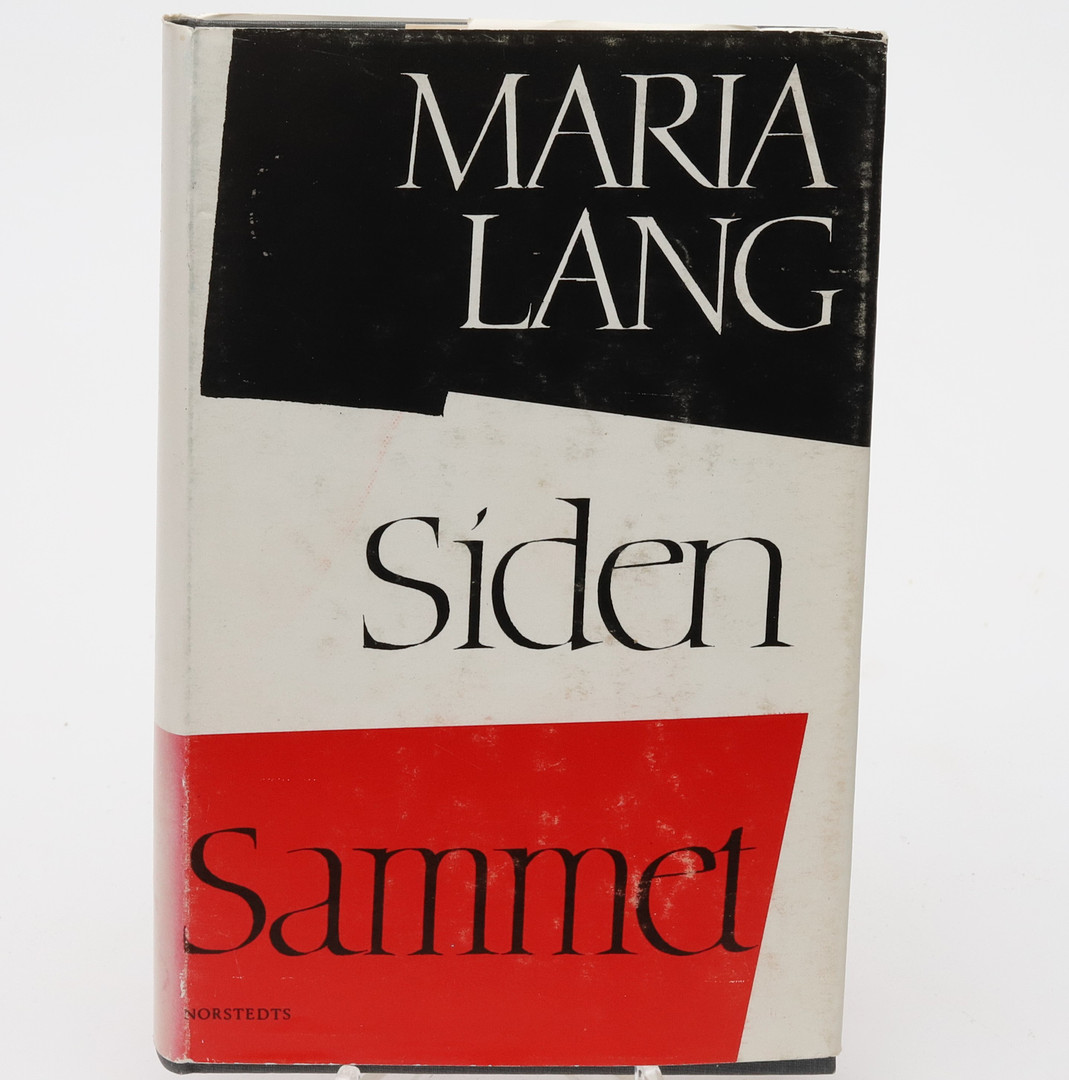 MARIA
LANG
Siden
Sammet
NORSTEDTS